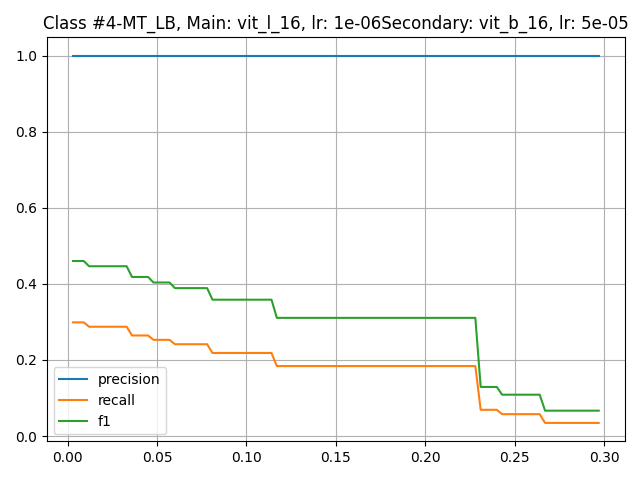 Class #4-MT_LB, Main: vit_l_16, lr: 1e-06Secondary: vit_b_16, lr: 5e-05
1.0
0.8
0.6
0.4
0.2
0.0
precision
recall
f1
0.00 0.05 0.10 0.15 0.20 0.25 0.30